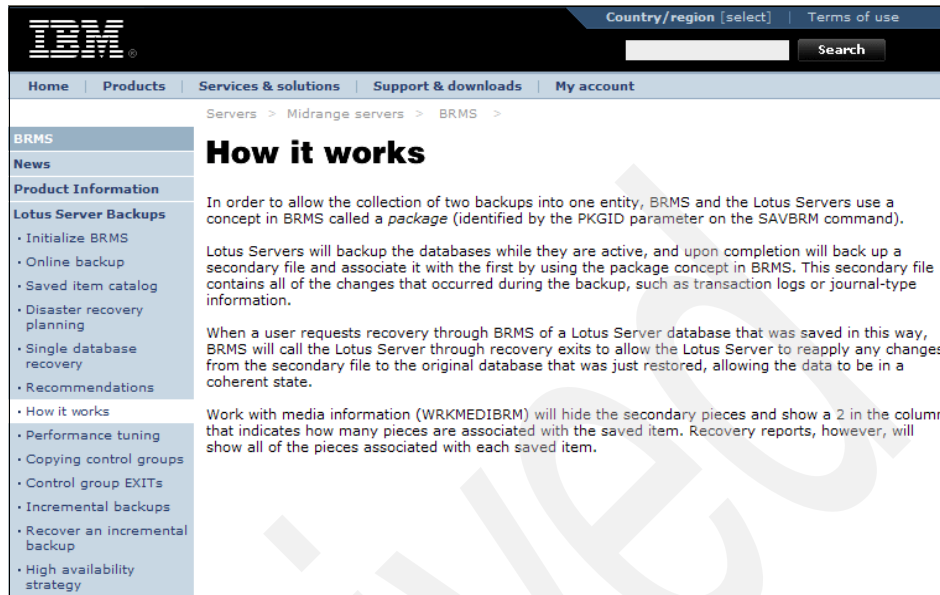 Country/region [select] | Terms of use
IBM®
Search
Home | Products | Services & solutions | Support & downloads | My account
Servers > Midrange servers > BRMS >
BRMS
News
Product Information
Lotus Server Backups
• Initialize BRMS
• Online backup
• Saved item catalog
• Disaster recovery
planning
• Single database
recovery
• Recommendations
• How it works
• Performance tuning
• Copying control groups
• Control group EXITs
• Incremental backups
• Recover an incremental
backup
• High availability
strategy
How it works
In order to allow the collection of two backups into one entity, BRMS and the Lotus Servers use a
concept in BRMS called a package (identified by the PKGID parameter on the SAVBRM command).
Lotus Servers will backup the databases while they are active, and upon completion will back up a
secondary file and associate it with the first by using the package concept in BRMS. This secondary file
contains all of the changes that occurred during the backup, such as transaction logs or journal-type
information.
When a user requests recovery through BRMS of a Lotus Server database that was saved in this way,
BRMS will call the Lotus Server through recovery exits to allow the Lotus Server to reapply any changes
from the secondary file to the original database that was just restored, allowing the data to be in a
coherent state.
Work with media information (WRKMEDIBRM) will hide the secondary pieces and show a 2 in the column
that indicates how many pieces are associated with the saved item. Recovery reports, however, will
show all of the pieces associated with each saved item.
ived